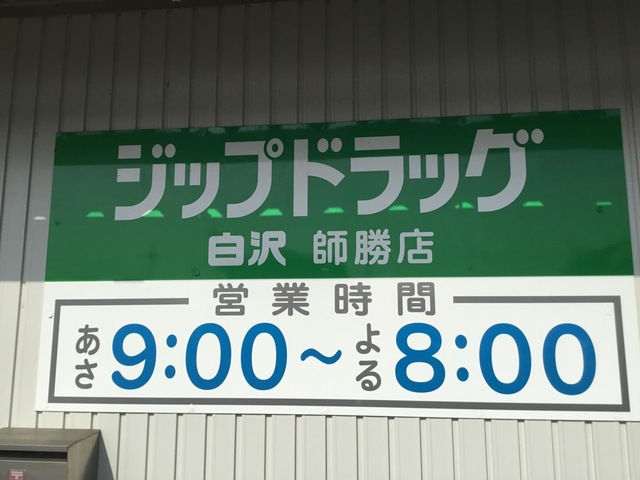 ジップドラッグ
白沢 師勝店
営業時間
あさ 9:00～よる 8:00